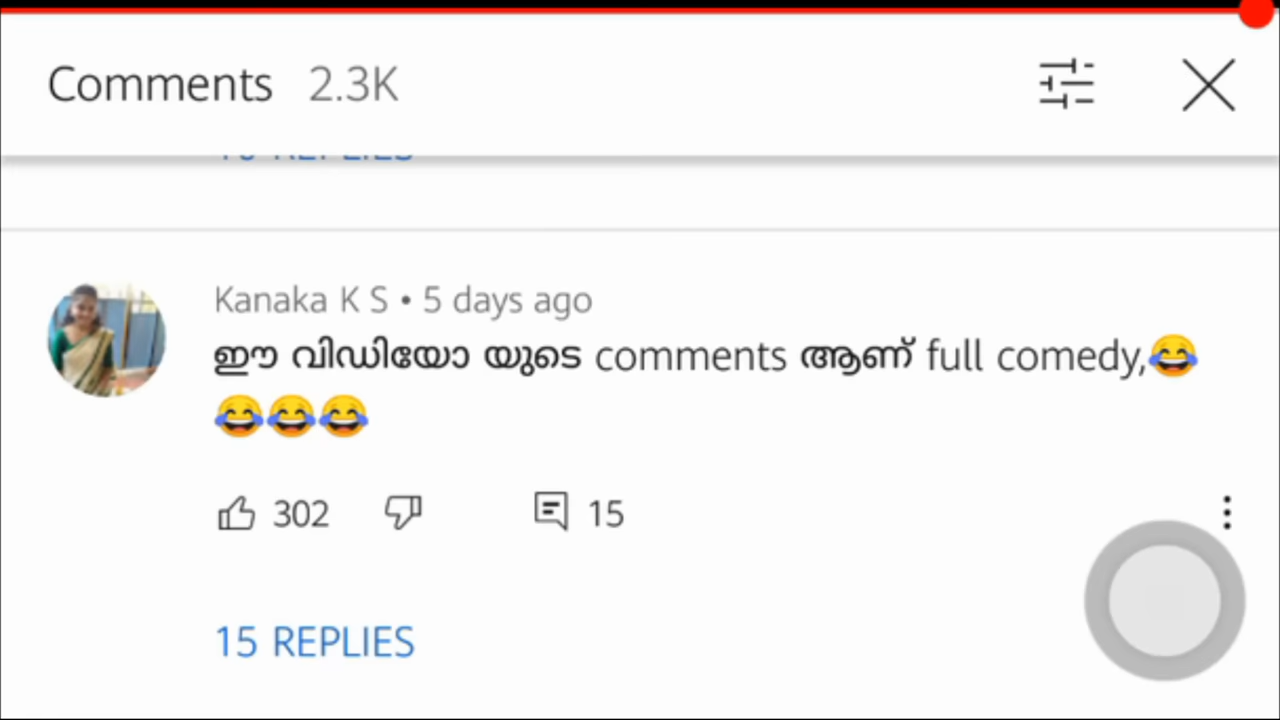 Comments 2.3K
Kanaka K S • 5 days ago
ഈ വിഡിയോ യുടെ comments ആണ് full comedy,😂
😂😂😂
302 15
15 REPLIES